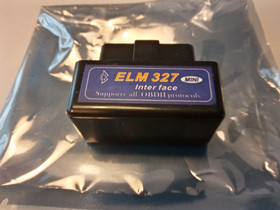 ELM 327 MINI
Interface
Supports all OBDII protocols